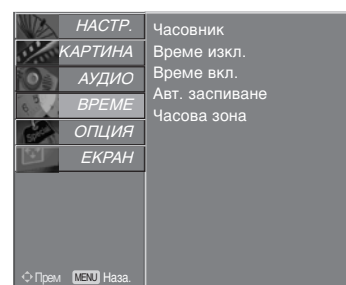 НАСТР.
КАРТИНА
АУДИО
ВРЕМЕ
ОПЦИЯ
ЕКРАН
Часовник
Време изкл.
Време вкл.
Авт. заспиване
Часова зона
Прем MENU Наза.